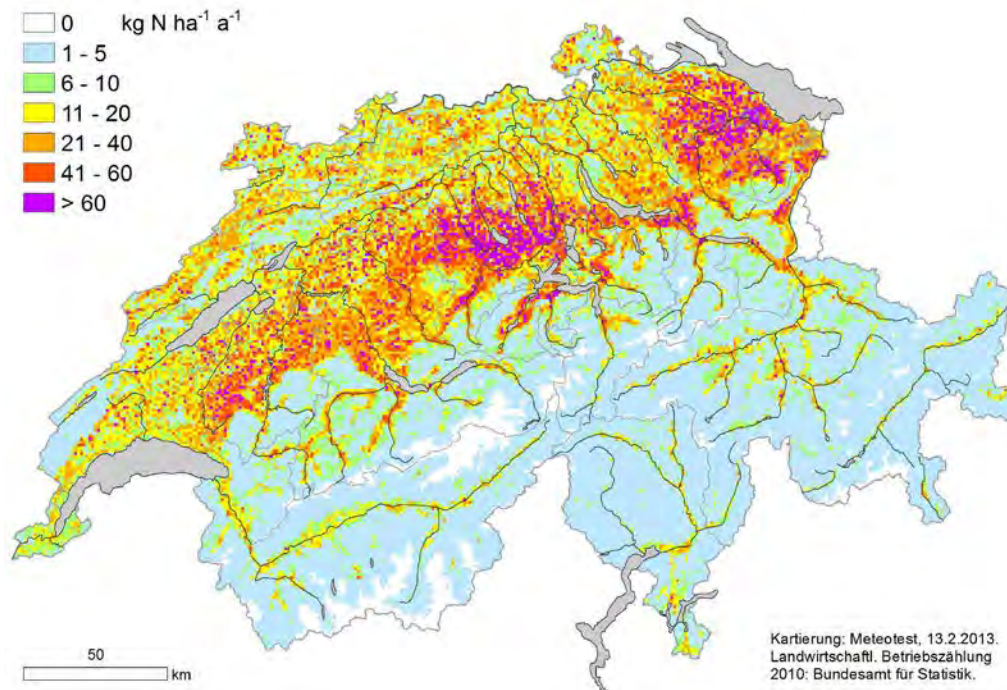 0 kg N ha⁻¹ a⁻¹
1 - 5
6 - 10
11 - 20
21 - 40
41 - 60
> 60
50
km
Kartierung: Meteotest, 13.2.2013.
Landwirtschaftl. Betriebszählung
2010: Bundesamt für Statistik.